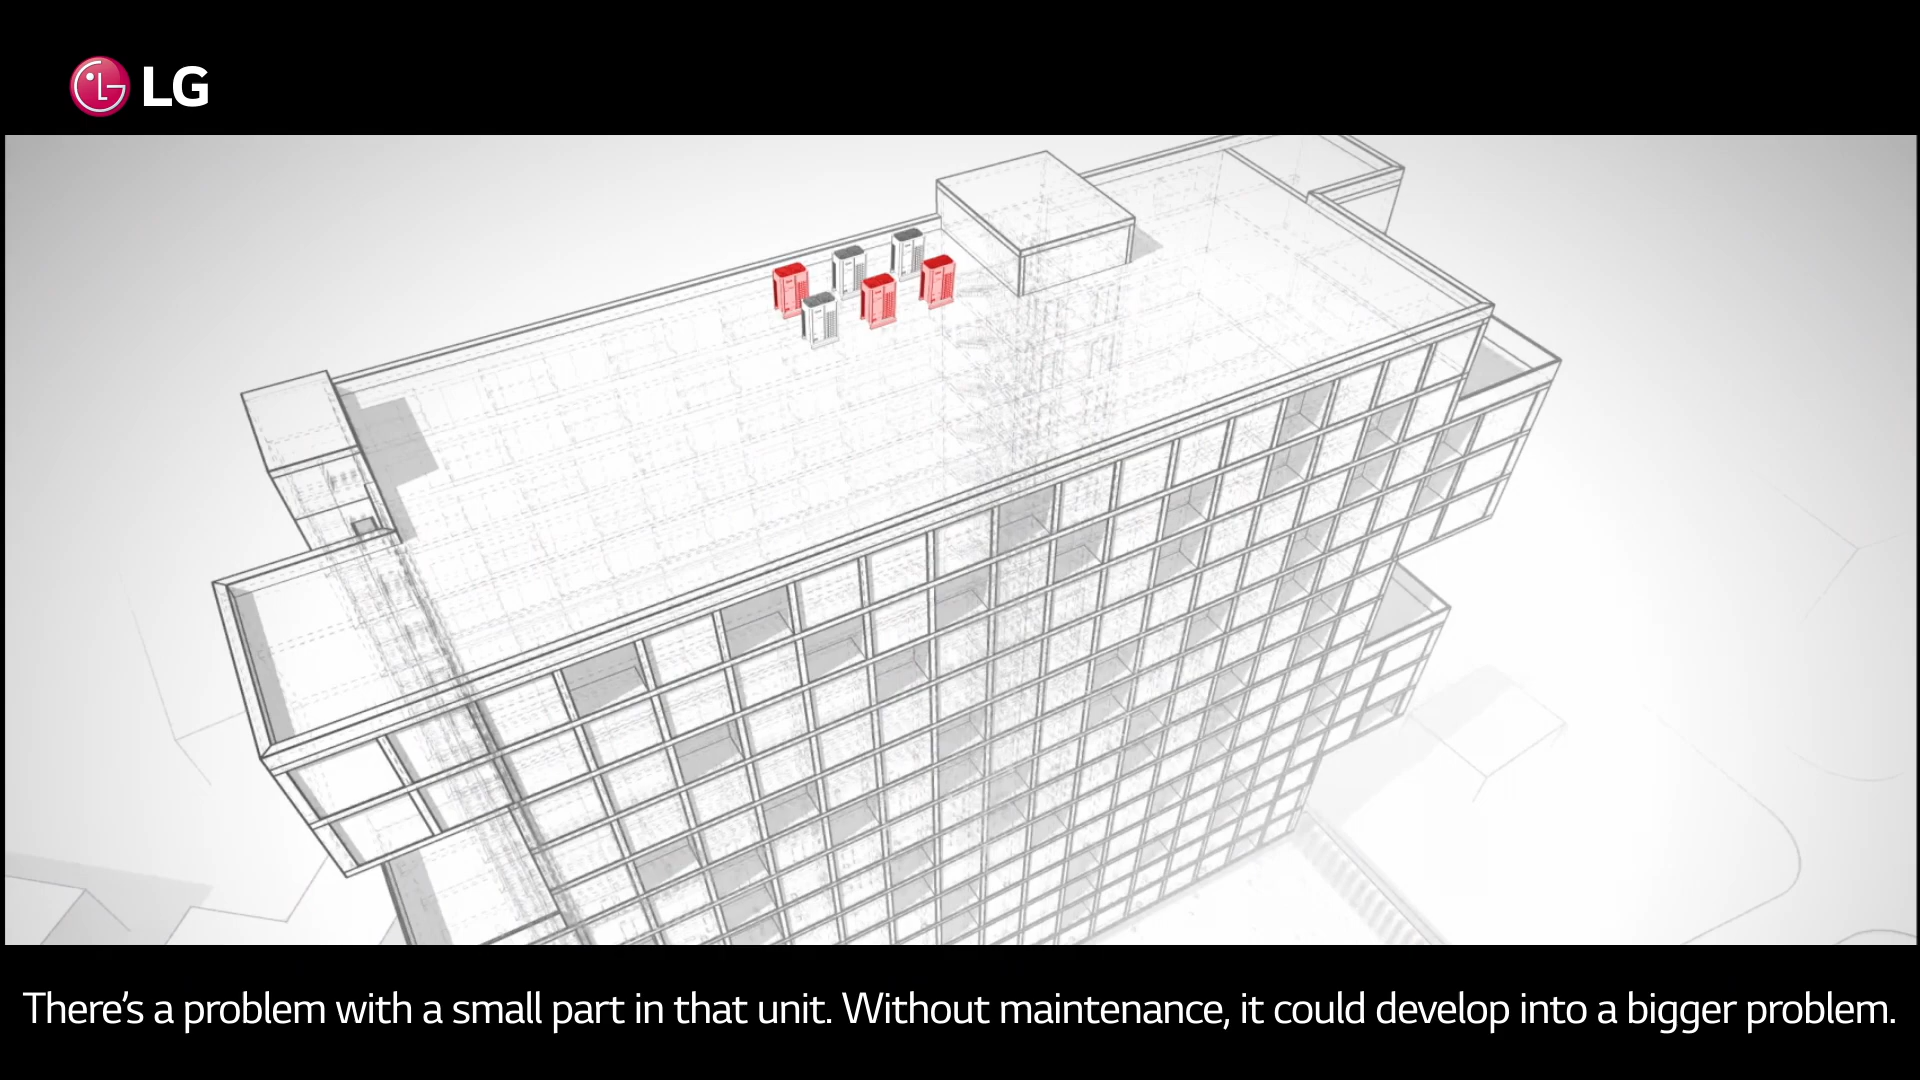 LG
There's a problem with a small part in that unit. Without maintenance, it could develop into a bigger problem.